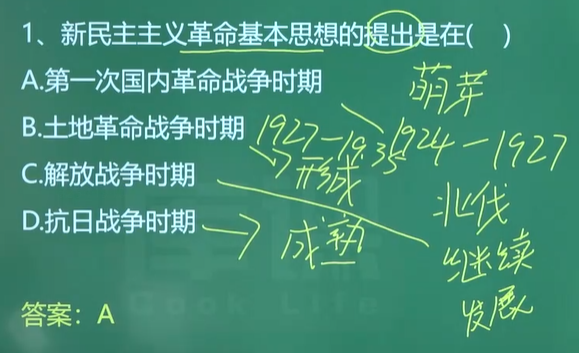 1、新民主主义革命基本思想的提出是在(    )
A.第一次国内革命战争时期
萌芽
B.土地革命战争时期
1927-1935
1924-1927
形成
C.解放战争时期
北伐
D.抗日战争时期
成熟
继续
发展
答案：A
Cook Life